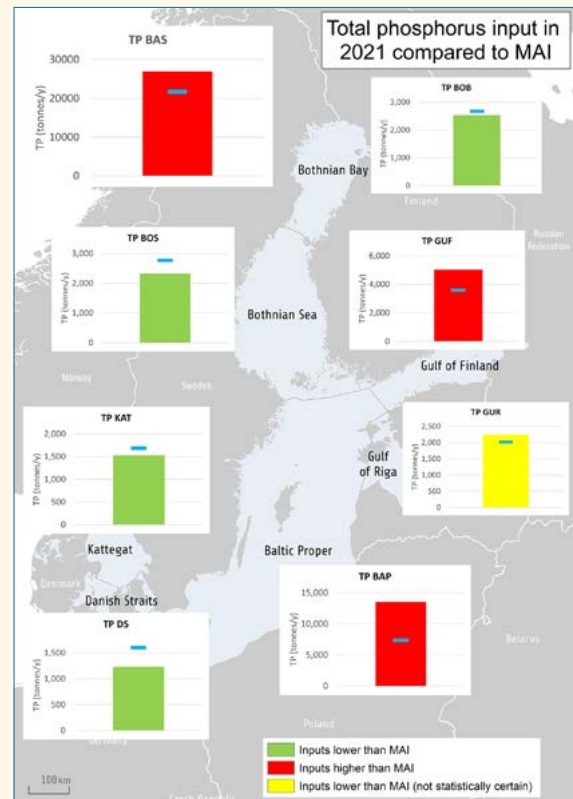 Total phosphorus input in
2021 compared to MAI
TP BAS
TP (tonnes/y)
30000
20000
10000
0
TP BOB
TP (tonnes/y)
3,000
2,000
1,000
0
Bothnian Bay
Finland
Russian
Federation
TP BOS
TP (tonnes/y)
3,000
2,000
1,000
0
Bothnian Sea
TP GUF
TP (tonnes/y)
6,000
4,000
2,000
0
Gulf of Finland
Norway
Sweden
TP KAT
TP (tonnes/y)
2,000
1,500
1,000
500
0
TP GUR
TP (tonnes/y)
2,500
2,000
1,500
1,000
500
0
Gulf
of Riga
Kattegat
Baltic Proper
Denmark
Danish Straits
TP DS
TP (tonnes/y)
1,500
1,000
500
0
TP BAP
TP (tonnes/y)
15,000
10,000
5,000
0
Belarus
Poland
Germany
Inputs lower than MAI
Inputs higher than MAI
Inputs lower than MAI (not statistically certain)
100 km
Czech Republic